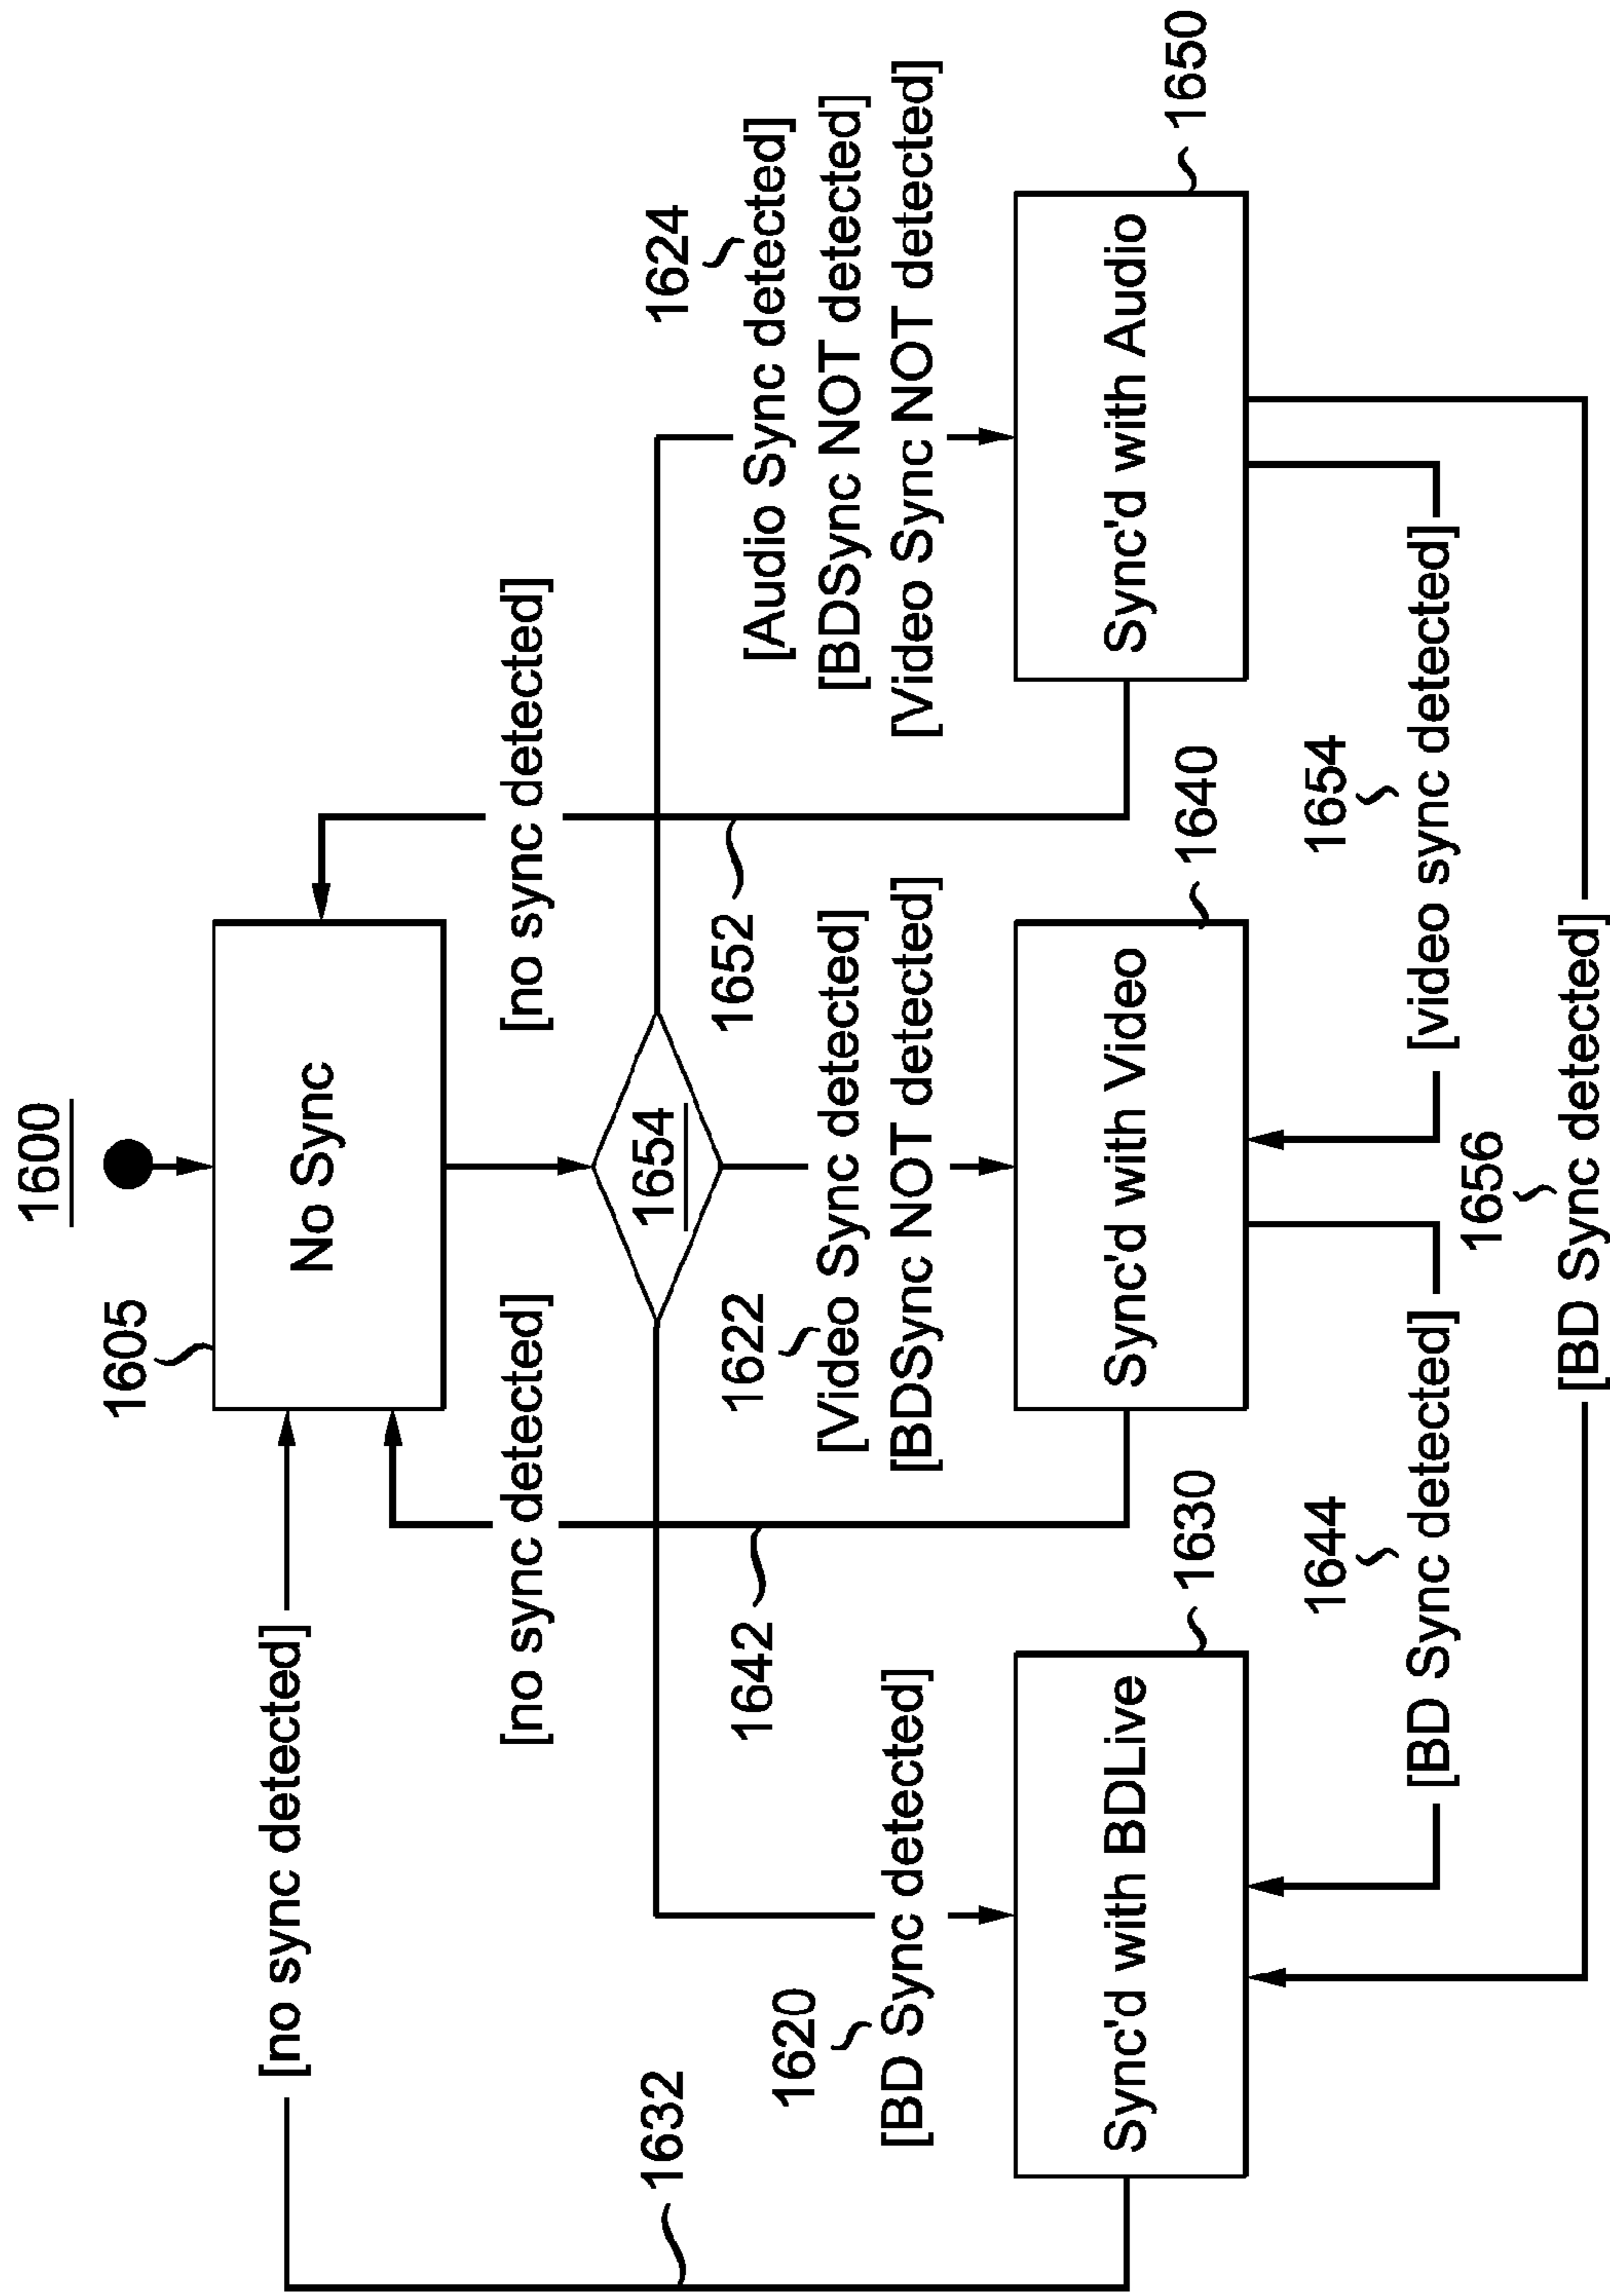 1600
1605
No Sync
[no sync detected]
[no sync detected]
[no sync detected]
1654
1632
1642
1652
1620
[BD Sync detected]
1622
[Video Sync detected]
[BDSync NOT detected]
1624
[Audio Sync detected]
[BDSync NOT detected]
[Video Sync NOT detected]
Sync'd with BDLive
1630
Sync'd with Video
1640
Sync'd with Audio
1650
1644
[BD Sync detected]
1654
[video sync detected]
1656
[BD Sync detected]